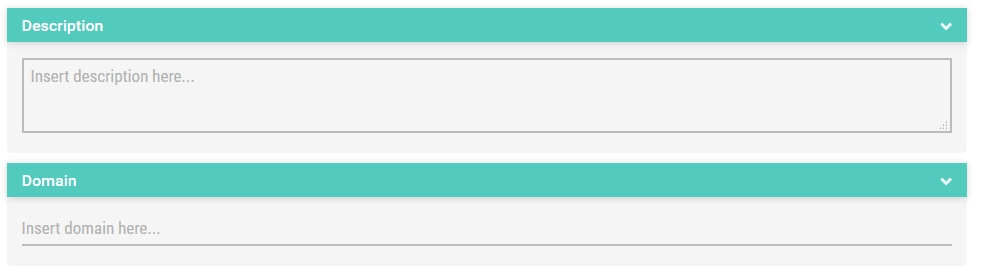 Description
Insert description here...
Domain
Insert domain here...